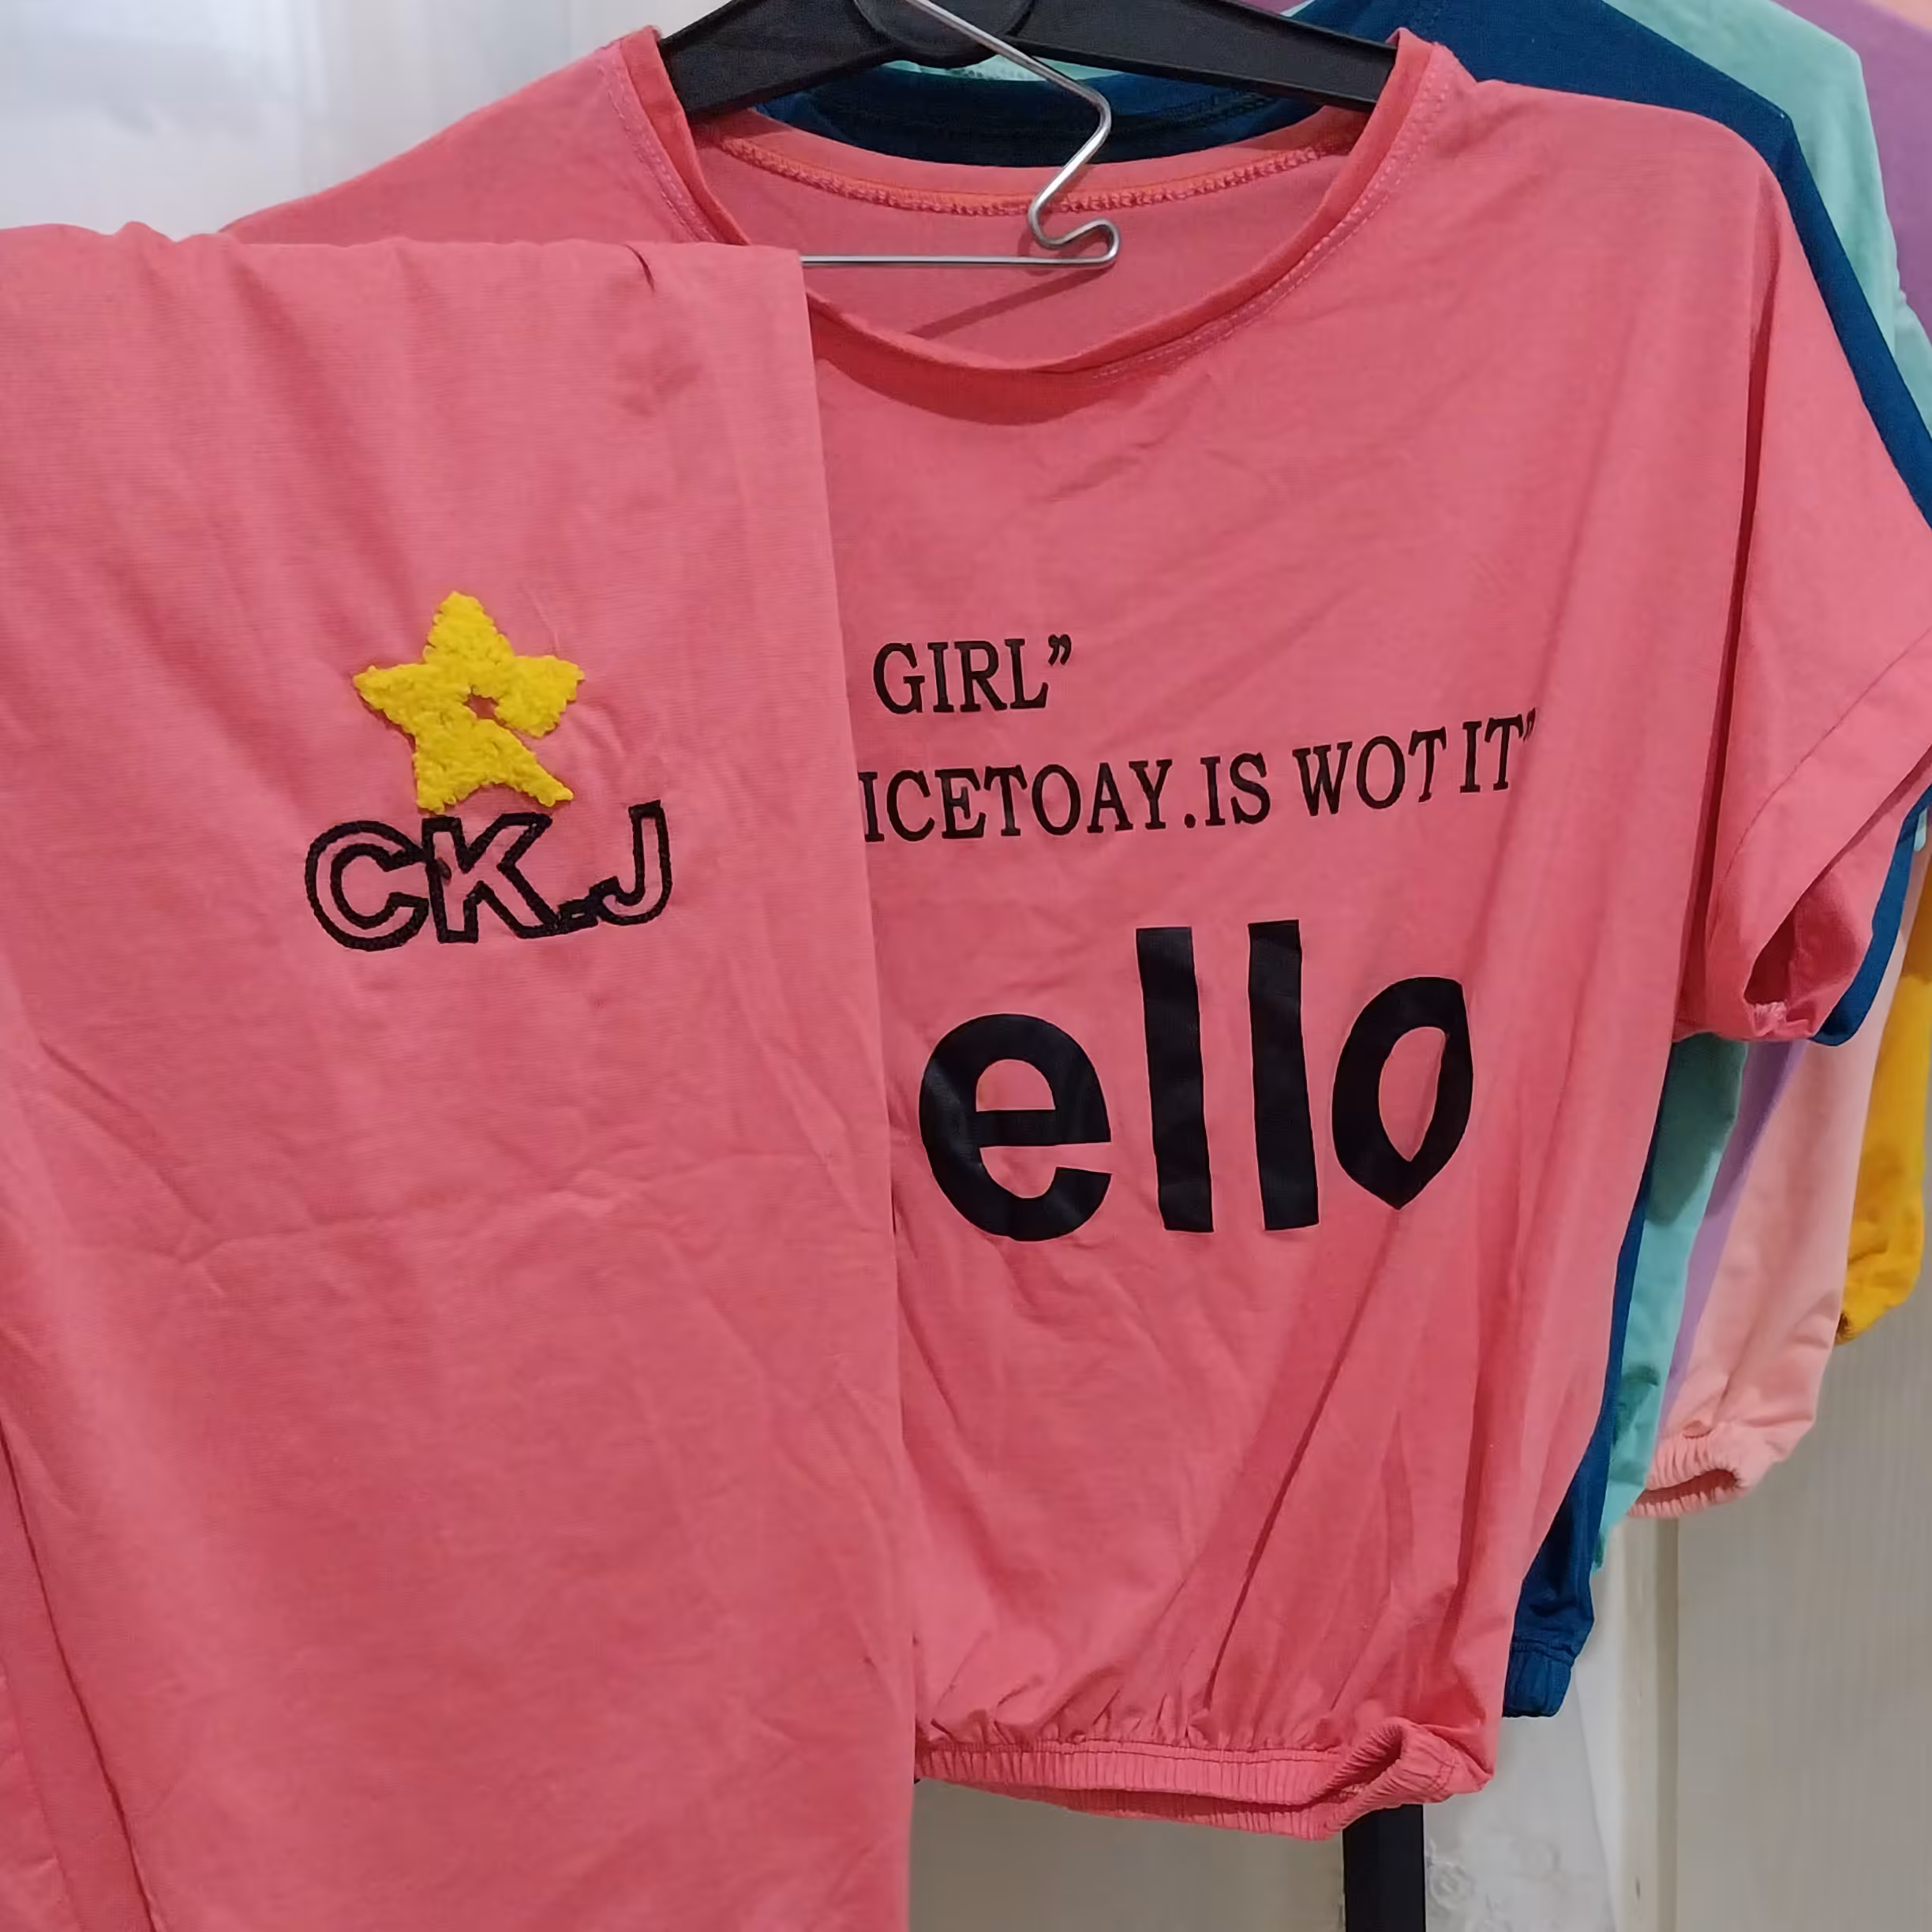 CK.J
GIRL”
ICETOAY.IS WOT IT”
ello